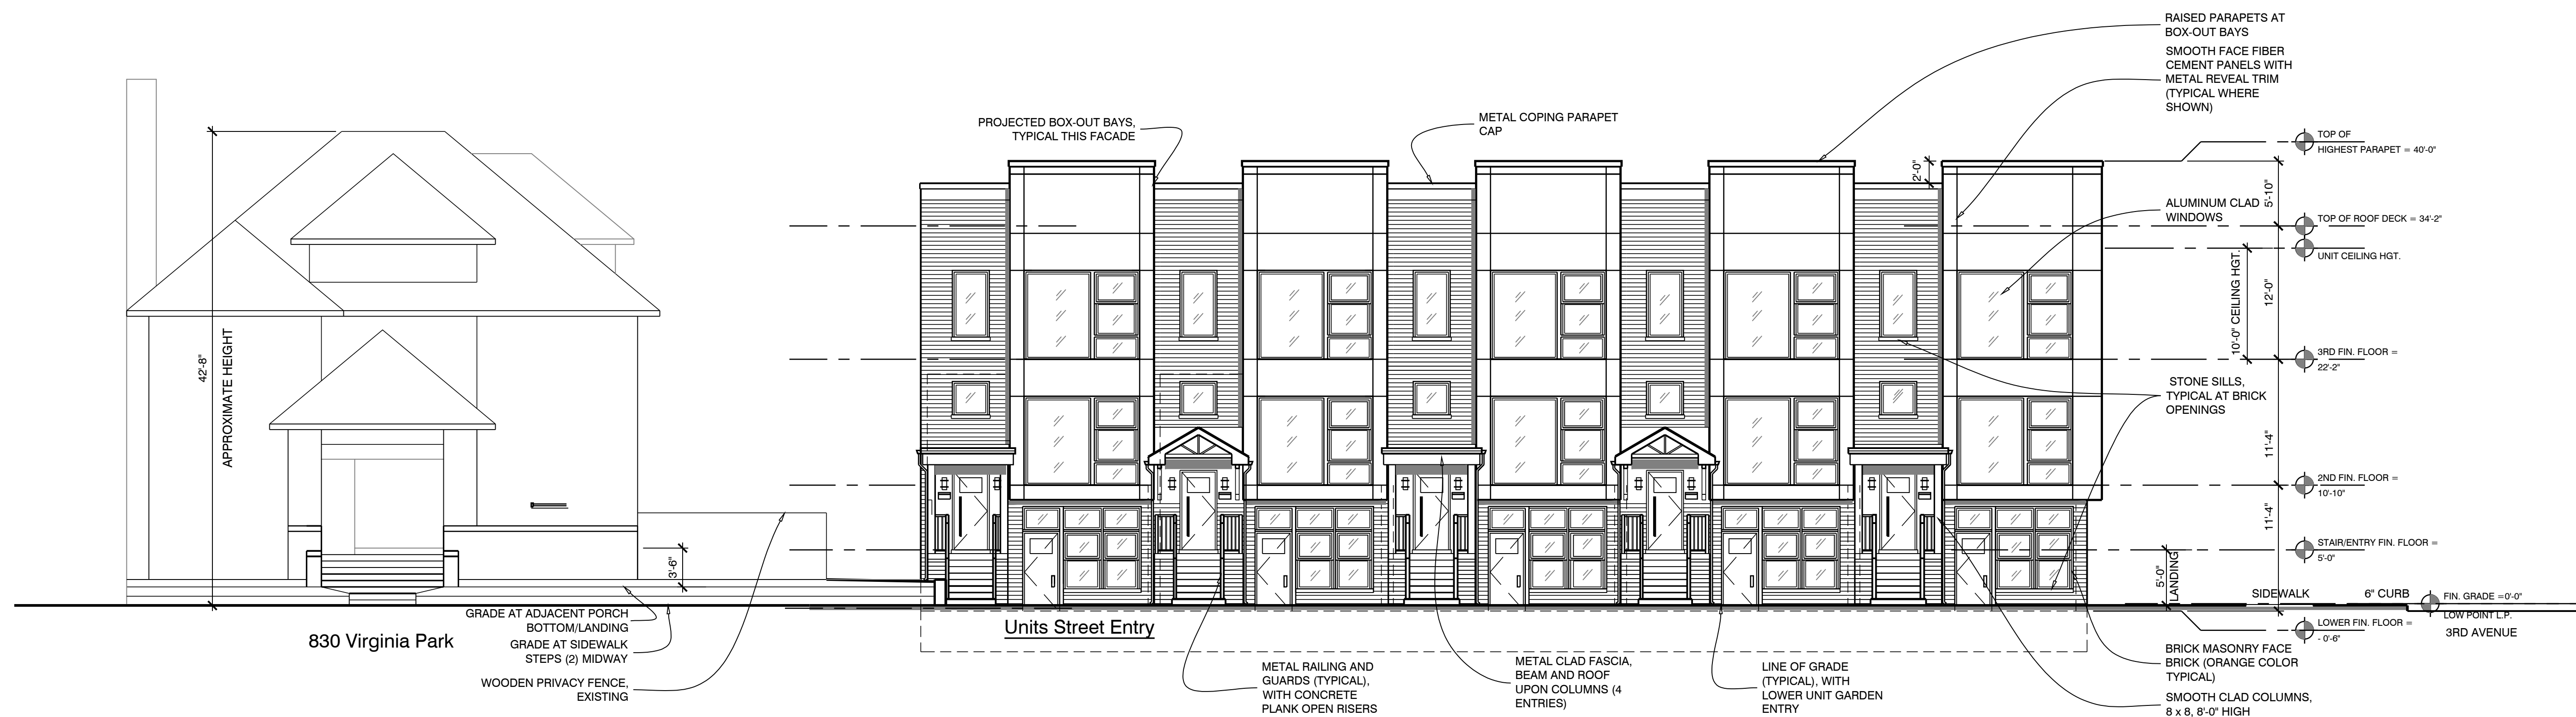 RAISED PARAPETS AT
BOX-OUT BAYS
SMOOTH FACE FIBER
CEMENT PANELS WITH
METAL REVEAL TRIM
(TYPICAL WHERE
SHOWN)
PROJECTED BOX-OUT BAYS,
TYPICAL THIS FACADE
METAL COPING PARAPET
CAP
TOP OF
HIGHEST PARAPET = 40'-0"
2'-0"
5'-10"
ALUMINUM CLAD
WINDOWS
TOP OF ROOF DECK = 34'-2"
UNIT CEILING HGT.
10'-0" CEILING HGT.
12'-0"
42'-8"
APPROXIMATE HEIGHT
3RD FIN. FLOOR =
22'-2"
STONE SILLS,
TYPICAL AT BRICK
OPENINGS
11'-4"
2ND FIN. FLOOR =
10'-10"
11'-4"
STAIR/ENTRY FIN. FLOOR =
5'-0"
3'-6"
5'-0"
LANDING
SIDEWALK
6" CURB
FIN. GRADE =0'-0"
LOW POINT L.P.
3RD AVENUE
LOWER FIN. FLOOR =
- 0'-6"
GRADE AT ADJACENT PORCH
BOTTOM/LANDING
830 Virginia Park
GRADE AT SIDEWALK
STEPS (2) MIDWAY
WOODEN PRIVACY FENCE,
EXISTING
Units Street Entry
METAL RAILING AND
GUARDS (TYPICAL),
WITH CONCRETE
PLANK OPEN RISERS
METAL CLAD FASCIA,
BEAM AND ROOF
UPON COLUMNS (4
ENTRIES)
LINE OF GRADE
(TYPICAL), WITH
LOWER UNIT GARDEN
ENTRY
BRICK MASONRY FACE
BRICK (ORANGE COLOR
TYPICAL)
SMOOTH CLAD COLUMNS,
8 x 8, 8'-0" HIGH